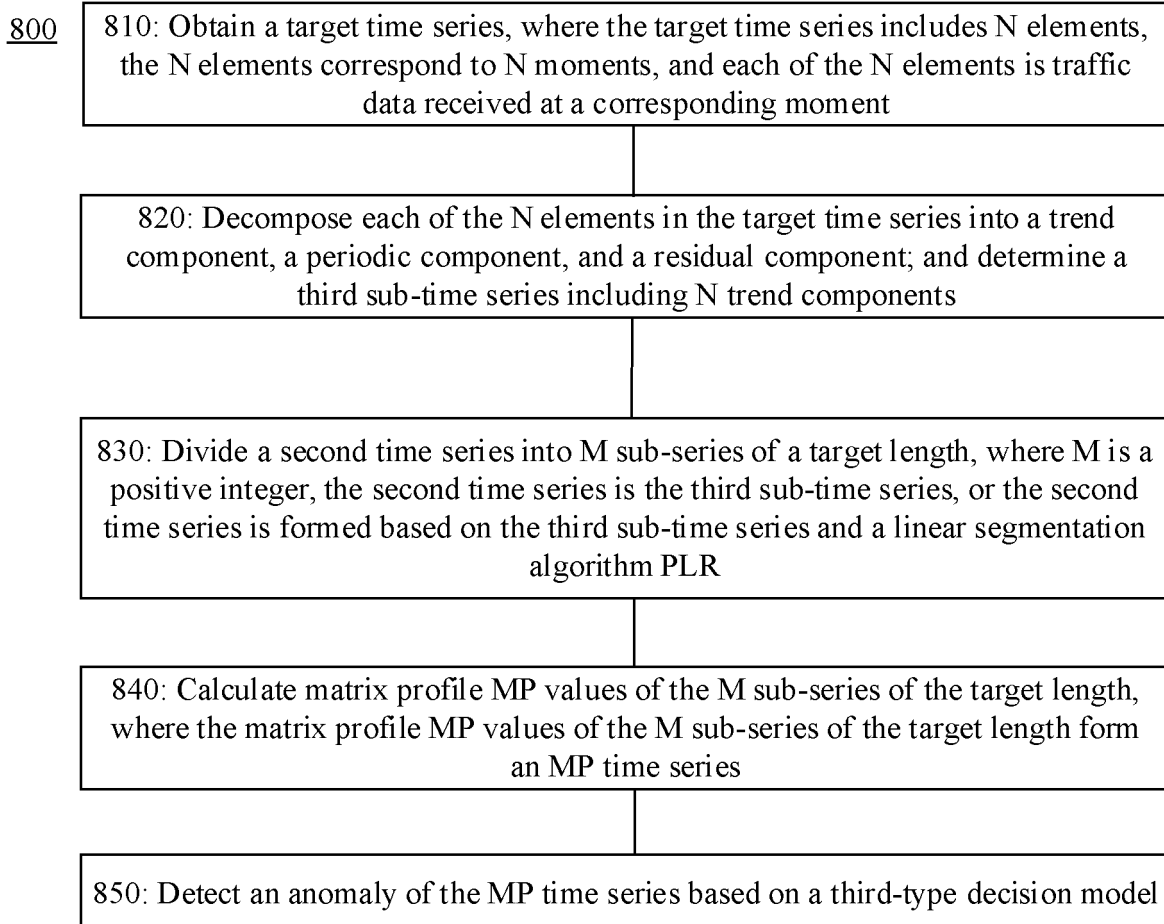 800
810: Obtain a target time series, where the target time series includes N elements,
the N elements correspond to N moments, and each of the N elements is traffic
data received at a corresponding moment
820: Decompose each of the N elements in the target time series into a trend
component, a periodic component, and a residual component; and determine a
third sub-time series including N trend components
830: Divide a second time series into M sub-series of a target length, where M is a
positive integer, the second time series is the third sub-time series, or the second
time series is formed based on the third sub-time series and a linear segmentation
algorithm PLR
840: Calculate matrix profile MP values of the M sub-series of the target length,
where the matrix profile MP values of the M sub-series of the target length form
an MP time series
850: Detect an anomaly of the MP time series based on a third-type decision model